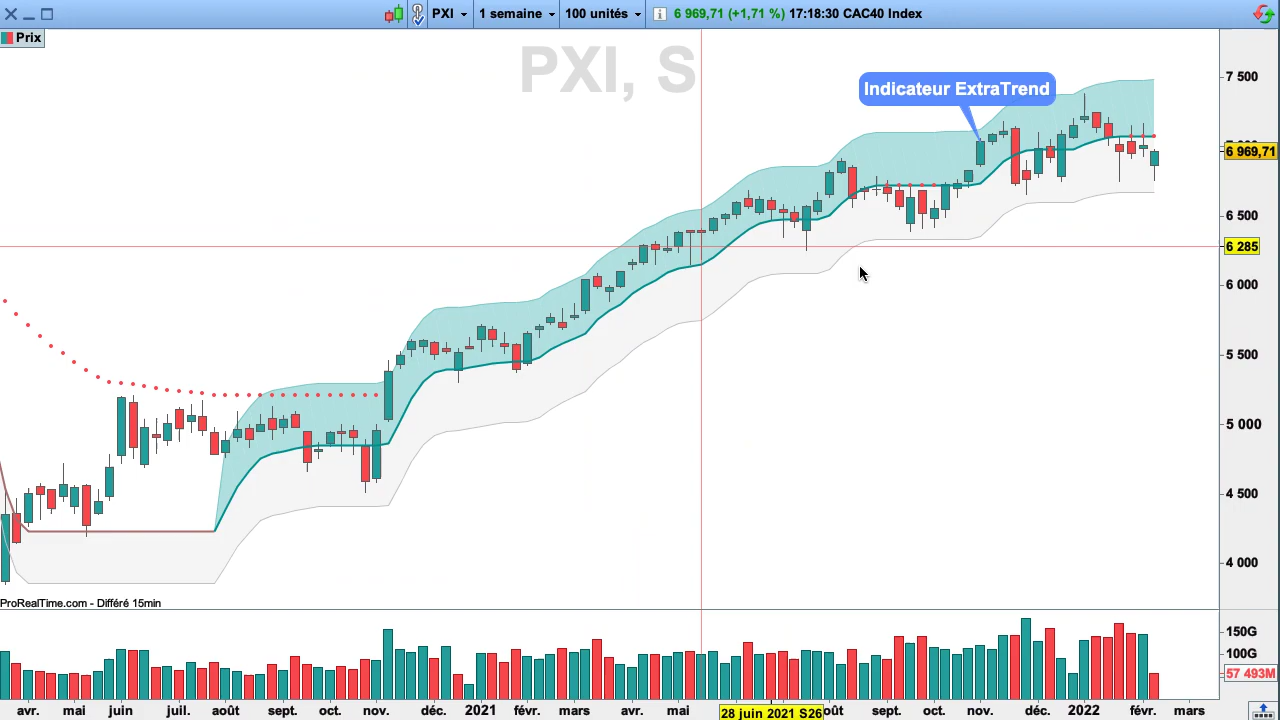 PXI
1 semaine
100 unités
6 969,71 (+1,71 %) 17:18:30 CAC40 Index
Prix
PXI, S
Indicateur ExtraTrend
7 500
6 969,71
6 500
6 285
6 000
5 500
5 000
4 500
4 000
ProRealTime.com - Différé 15min
150G
100G
57 493M
avr. mai juin juil. août sept. oct. nov. déc. 2021 févr. mars avr. mai 28 juin 2021 S26 oût sept. oct. nov. déc. 2022 févr. mars